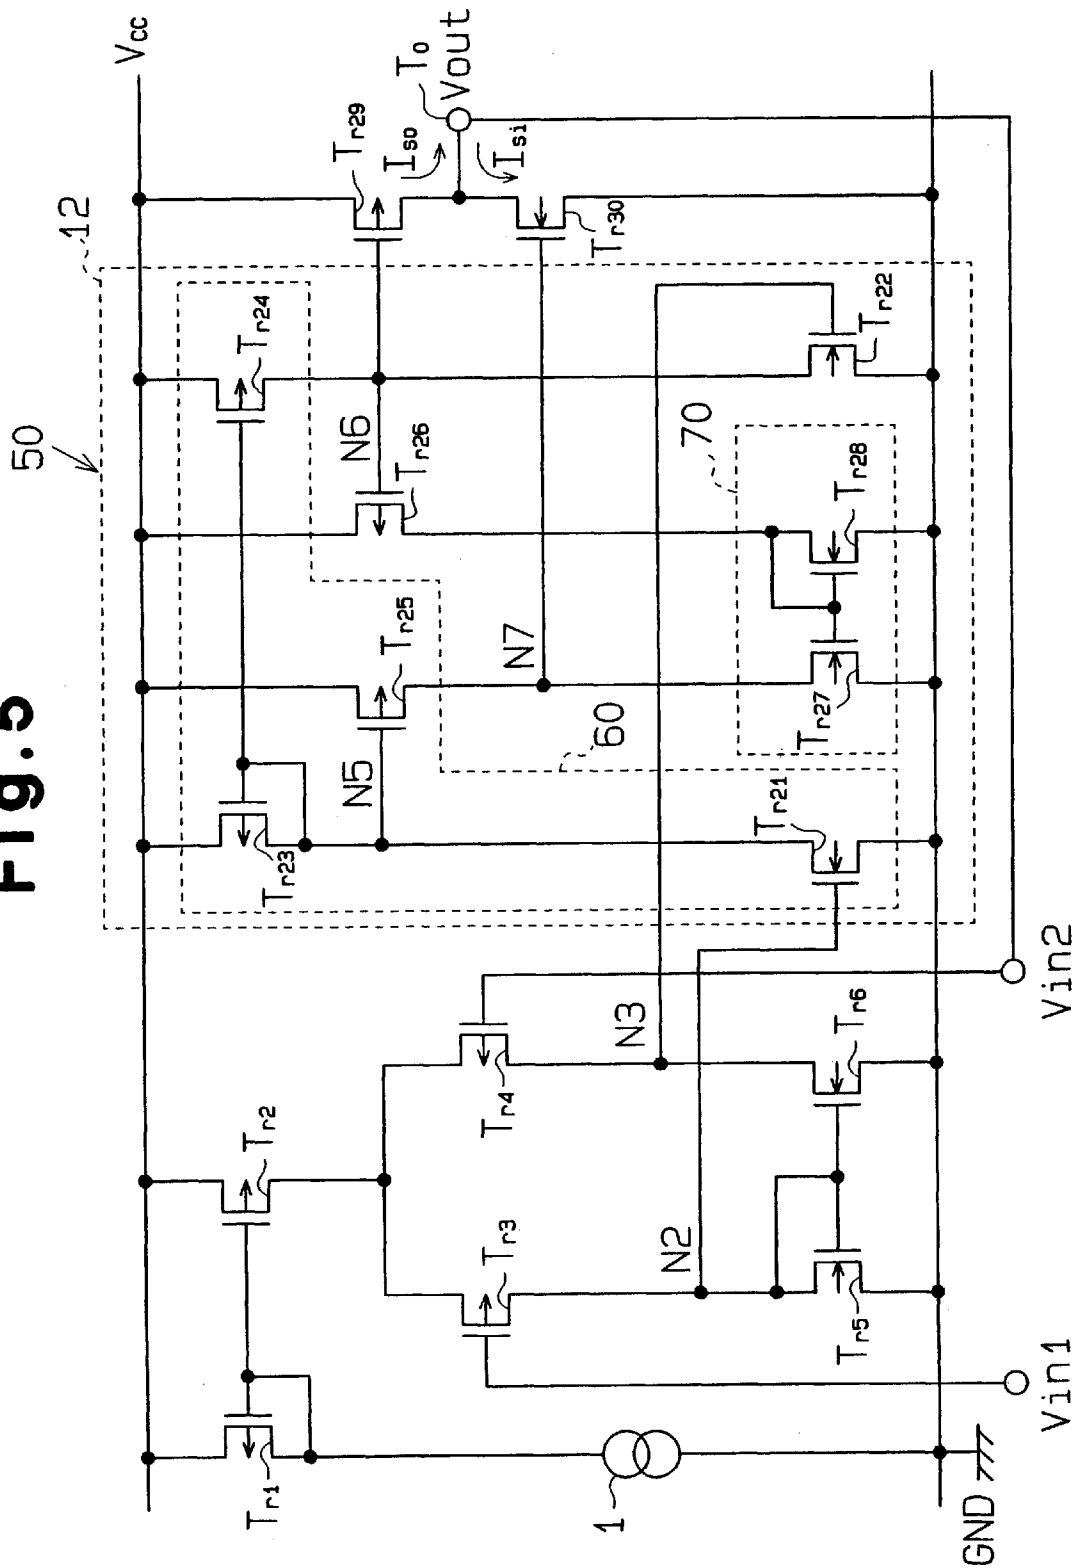 Fig.5
50
12
Vcc
Tr1
Tr2
Tr23
Tr24
Tr29
Iso
To
Vout
Isi
Tr30
N5
Tr25
N6
Tr26
N7
60
70
Tr3
Tr4
N2
N3
Tr5
Tr6
Tr21
Tr27
Tr28
Tr22
1
GND
Vin1
Vin2